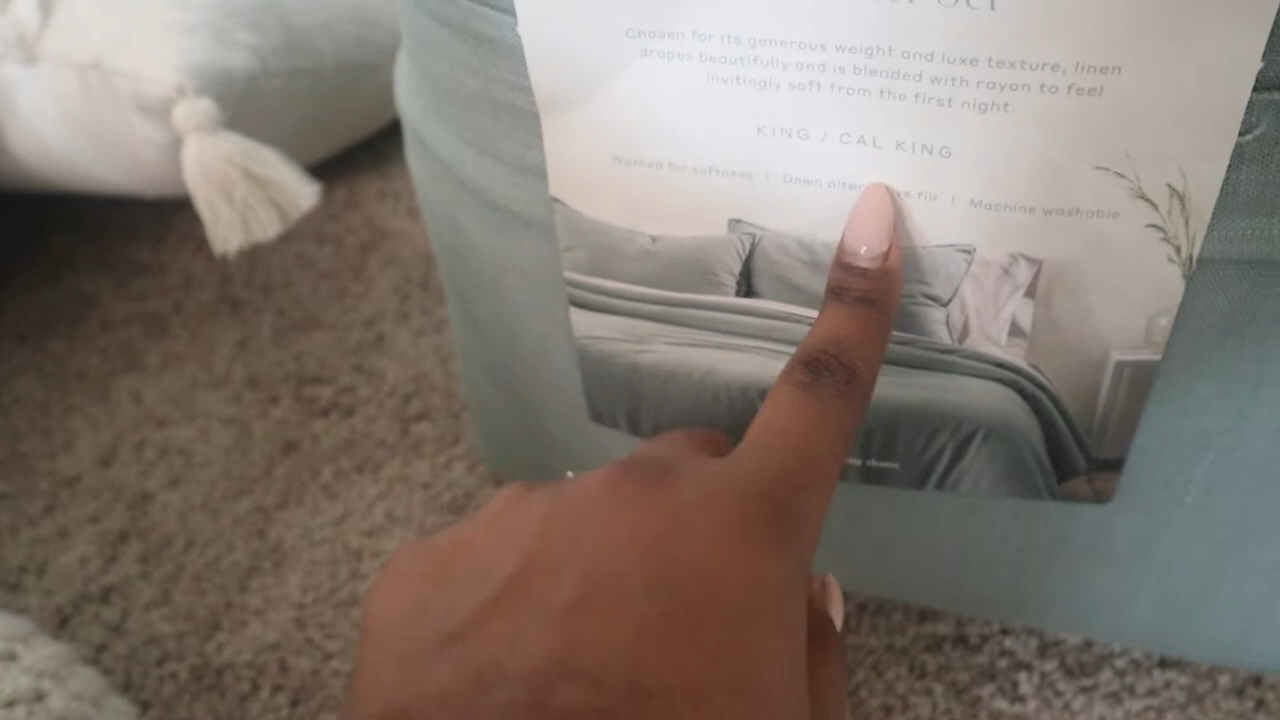 Chosen for its generous weight and luxe texture, linen
drapes beautifully and is blended with rayon to feel
invitingly soft from the first night.
KING / CAL KING
Washed for softness | Down fill | Machine washable
shams